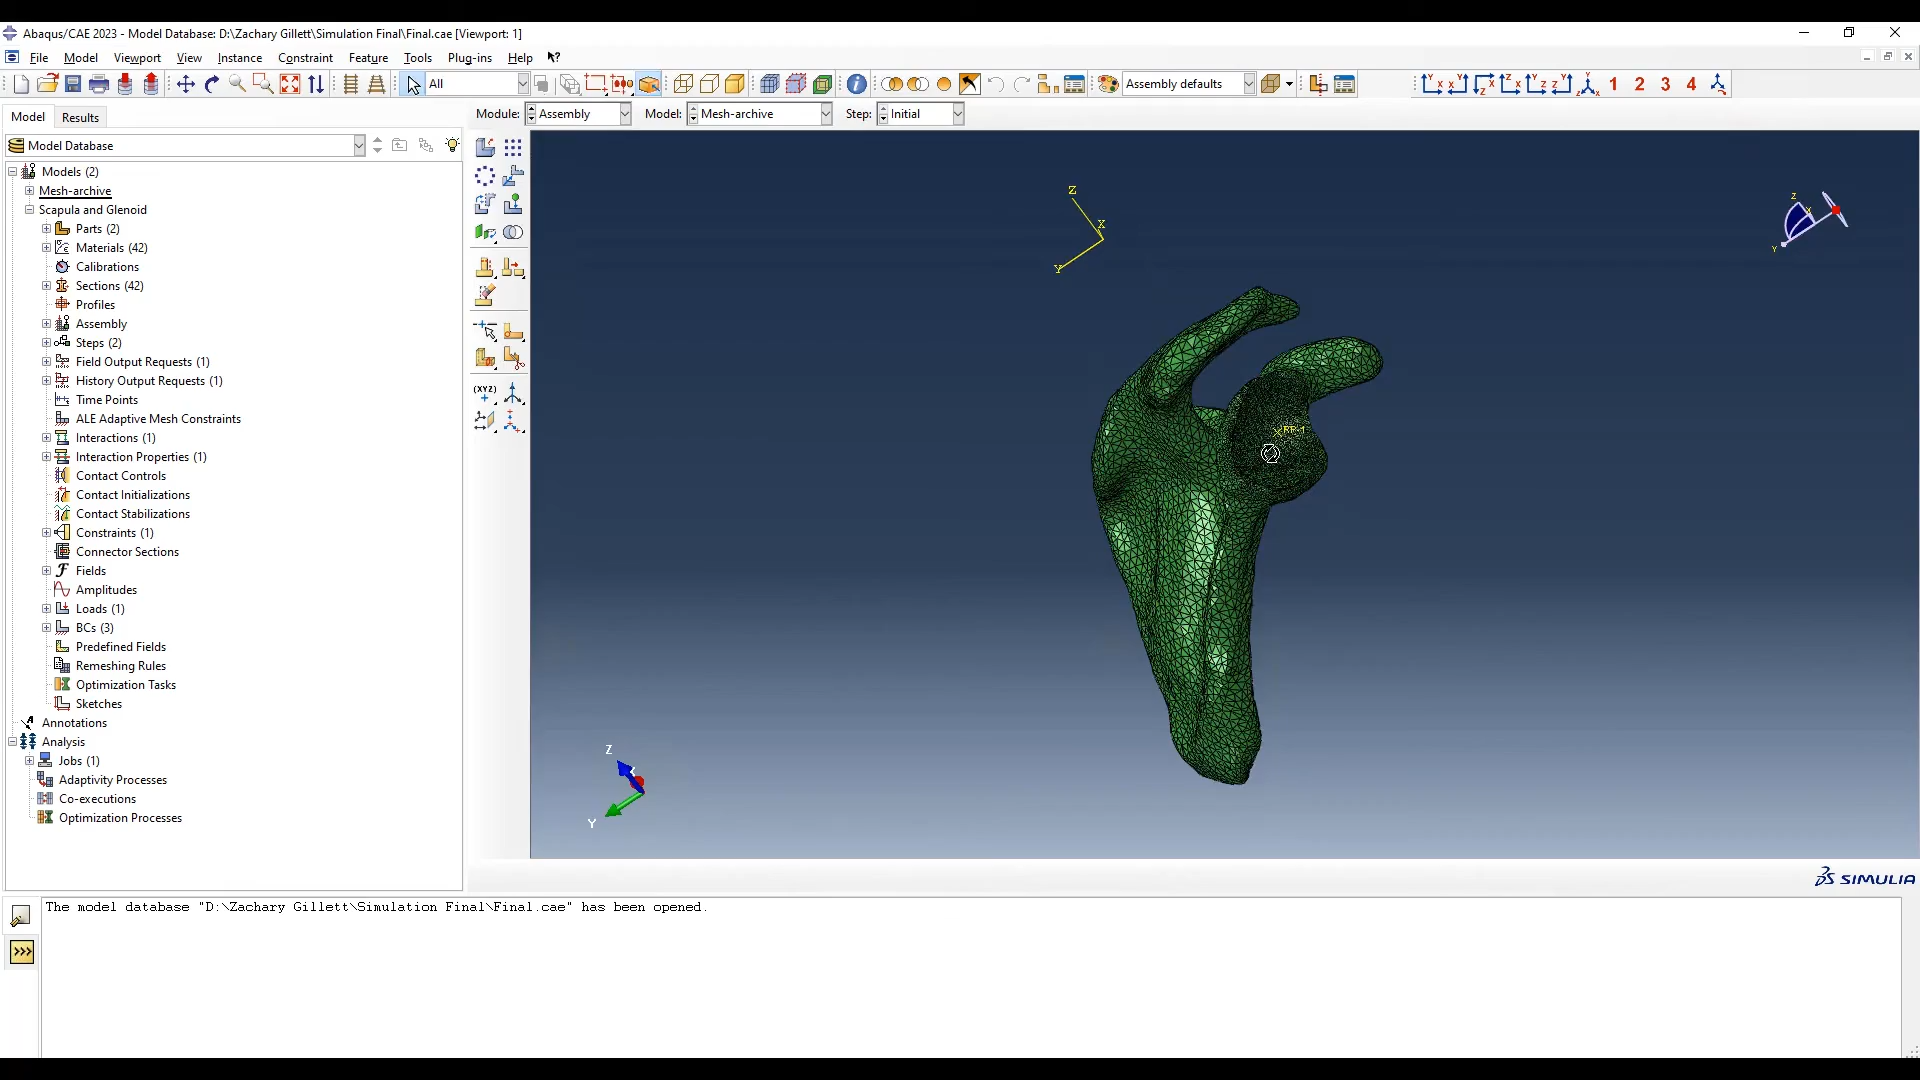 Abaqus/CAE 2023 - Model Database: D:\Zachary Gillett\Simulation Final\Final.cae [Viewport: 1]
File Model Viewport View Instance Constraint Feature Tools Plug-ins Help
All Assembly defaults 1 2 3 4
Model Results Module: Assembly Model: Mesh-archive Step: Initial
Model Database
Models (2)
Mesh-archive
Scapula and Glenoid
Parts (2)
Materials (42)
Calibrations
Sections (42)
Profiles
Assembly
Steps (2)
Field Output Requests (1)
History Output Requests (1)
Time Points
ALE Adaptive Mesh Constraints
Interactions (1)
Interaction Properties (1)
Contact Controls
Contact Initializations
Contact Stabilizations
Constraints (1)
Connector Sections
Fields
Amplitudes
Loads (1)
BCs (3)
Predefined Fields
Remeshing Rules
Optimization Tasks
Sketches
Annotations
Analysis
Jobs (1)
Adaptivity Processes
Co-executions
Optimization Processes
(XYZ)
Z
X
Y
Z
X
Y
RP-1
Z
Y
SIMULIA
The model database "D:\Zachary Gillett\Simulation Final\Final.cae" has been opened.
>>>